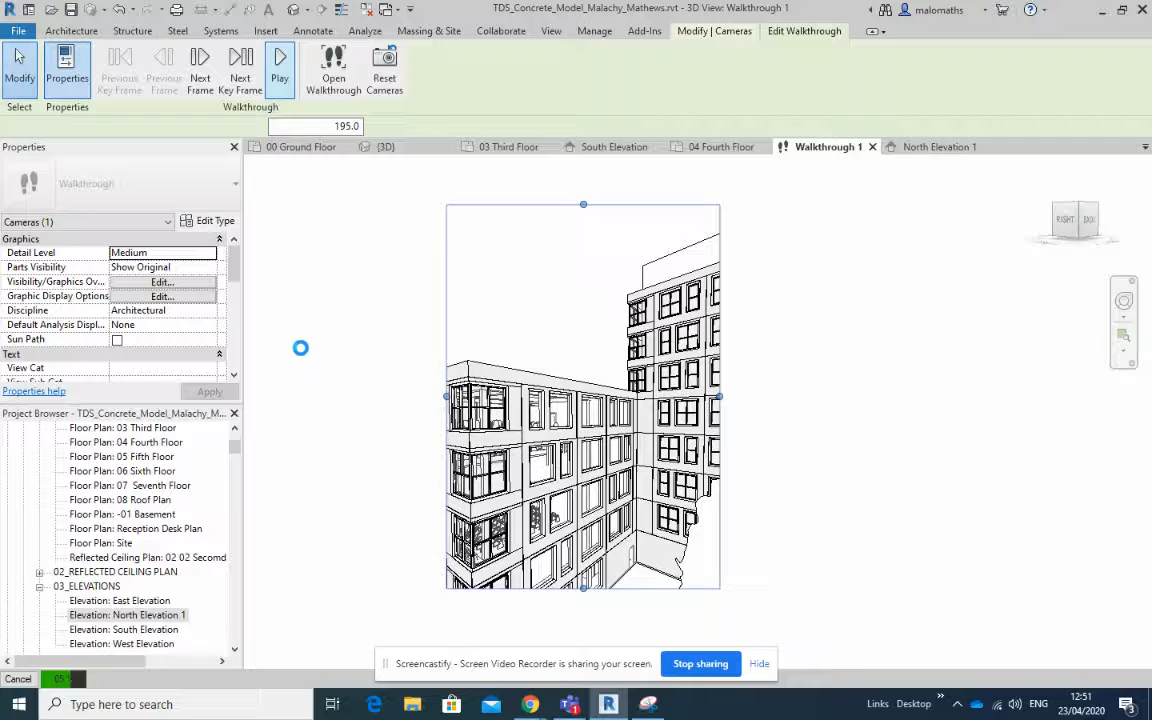 TDS_Concrete_Model_Malachy_Mathews.rvt - 3D View: Walkthrough 1
malomaths
File
Architecture
Structure
Steel
Systems
Insert
Annotate
Analyze
Massing & Site
Collaborate
View
Manage
Add-Ins
Modify | Cameras
Edit Walkthrough
Modify
Properties
Previous Key Frame
Previous Frame
Next Frame
Next Key Frame
Play
Open Walkthrough
Reset Cameras
Select
Properties
Walkthrough
195.0
Properties
00 Ground Floor
{3D}
03 Third Floor
South Elevation
04 Fourth Floor
Walkthrough 1
North Elevation 1
Walkthrough
Cameras (1)
Edit Type
Graphics
Detail Level Medium
Parts Visibility Show Original
Visibility/Graphics Ov... Edit...
Graphic Display Options Edit...
Discipline Architectural
Default Analysis Displ... None
Sun Path
Text
View Cat
View Sub Cat
Properties help
Apply
RIGHT
Project Browser - TDS_Concrete_Model_Malachy_M...
Floor Plan: 03 Third Floor
Floor Plan: 04 Fourth Floor
Floor Plan: 05 Fifth Floor
Floor Plan: 06 Sixth Floor
Floor Plan: 07 Seventh Floor
Floor Plan: 08 Roof Plan
Floor Plan: -01 Basement
Floor Plan: Reception Desk Plan
Floor Plan: Site
Reflected Ceiling Plan: 02 02 Second
02_REFLECTED CEILING PLAN
03_ELEVATIONS
Elevation: East Elevation
Elevation: North Elevation 1
Elevation: South Elevation
Elevation: West Elevation
Screencastify - Screen Video Recorder is sharing your screen.
Stop sharing
Hide
Cancel
Type here to search
Links
Desktop
ENG
12:51
23/04/2020
3